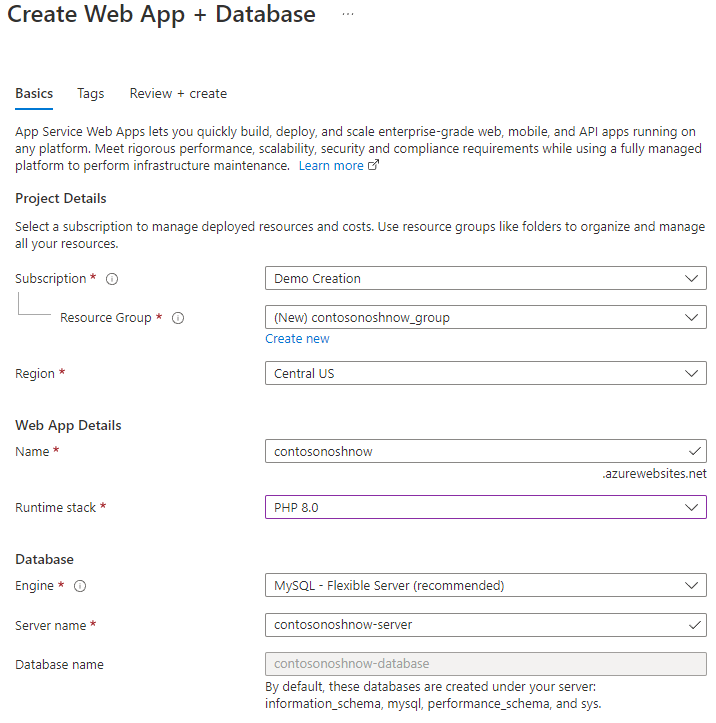 Create Web App + Database ...
Basics Tags Review + create
App Service Web Apps lets you quickly build, deploy, and scale enterprise-grade web, mobile, and API apps running on
any platform. Meet rigorous performance, scalability, security and compliance requirements while using a fully managed
platform to perform infrastructure maintenance. Learn more
Project Details
Select a subscription to manage deployed resources and costs. Use resource groups like folders to organize and manage
all your resources.
Subscription * Demo Creation
Resource Group * (New) contosonoshnow_group
Create new
Region * Central US
Web App Details
Name * contosonoshnow
.azurewebsites.net
Runtime stack * PHP 8.0
Database
Engine * MySQL - Flexible Server (recommended)
Server name * contosonoshnow-server
Database name contosonoshnow-database
By default, these databases are created under your server:
information_schema, mysql, performance_schema, and sys.